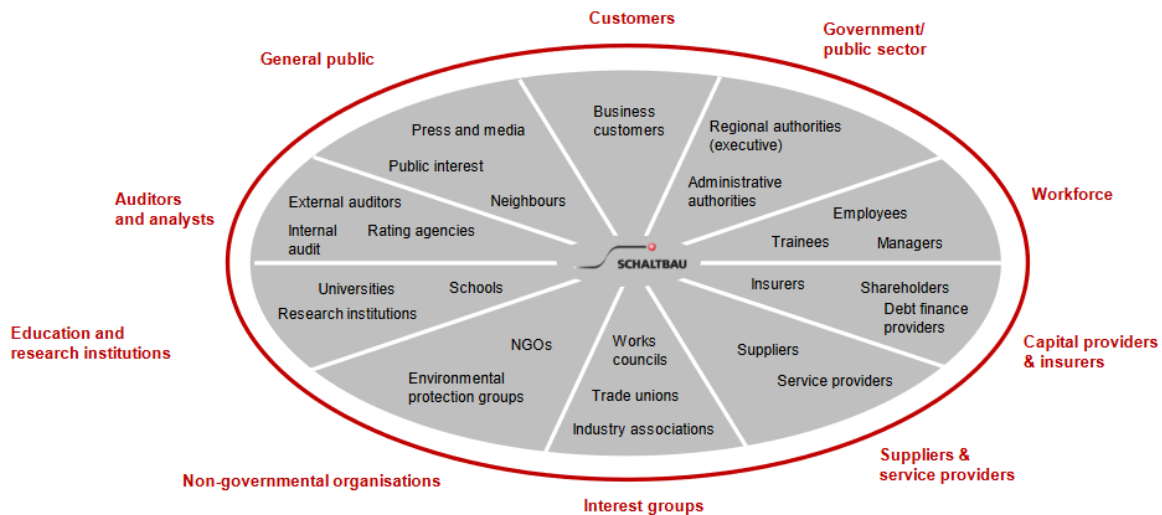 Customers
Government/
public sector
General public
Business
customers
Press and media
Regional authorities
(executive)
Public interest
Administrative
authorities
Auditors
and analysts
Workforce
External auditors
Neighbours
Employees
Internal
audit
Rating agencies
Trainees
Managers
SCHALTBAU
Universities
Schools
Insurers
Shareholders
Research institutions
Debt finance
providers
Education and
research institutions
NGOs
Works
councils
Suppliers
Capital providers
& insurers
Environmental
protection groups
Service providers
Trade unions
Industry associations
Suppliers &
service providers
Non-governmental organisations
Interest groups